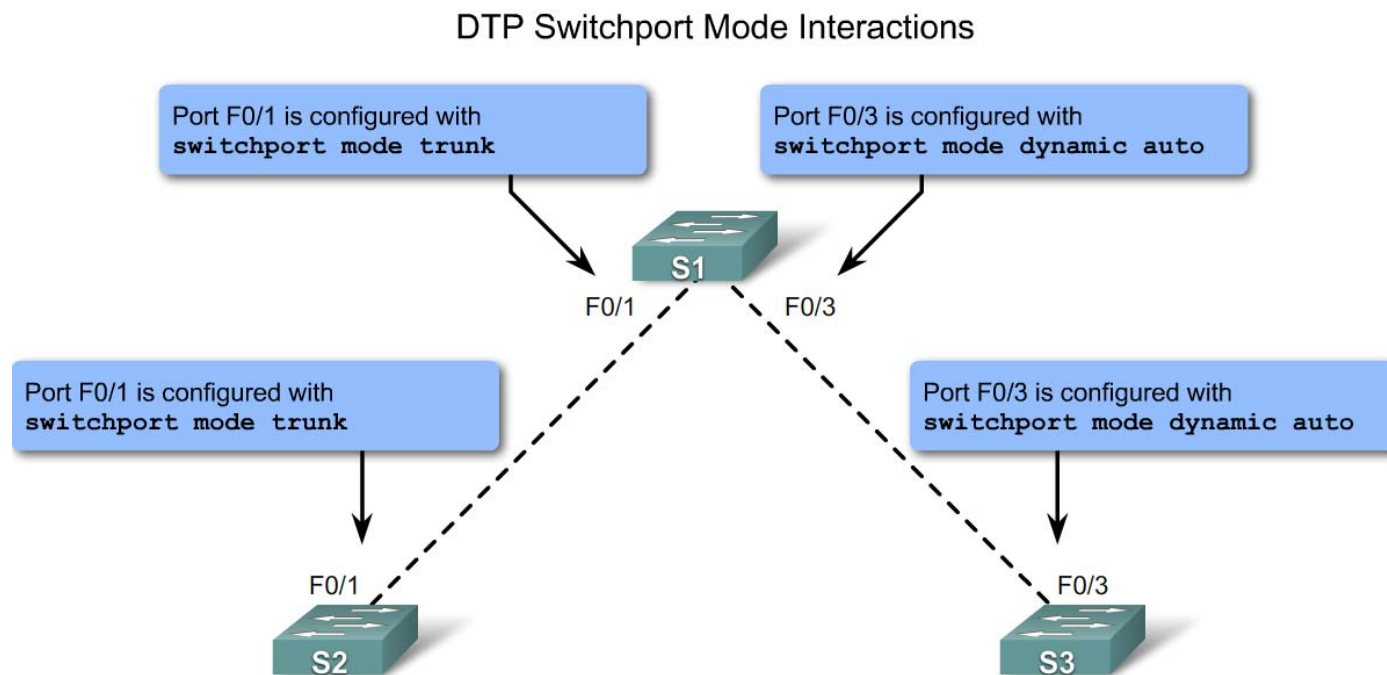 DTP Switchport Mode Interactions
Port F0/1 is configured with
switchport mode trunk
Port F0/3 is configured with
switchport mode dynamic auto
S1
F0/1
F0/3
Port F0/1 is configured with
switchport mode trunk
Port F0/3 is configured with
switchport mode dynamic auto
F0/1
F0/3
S2
S3